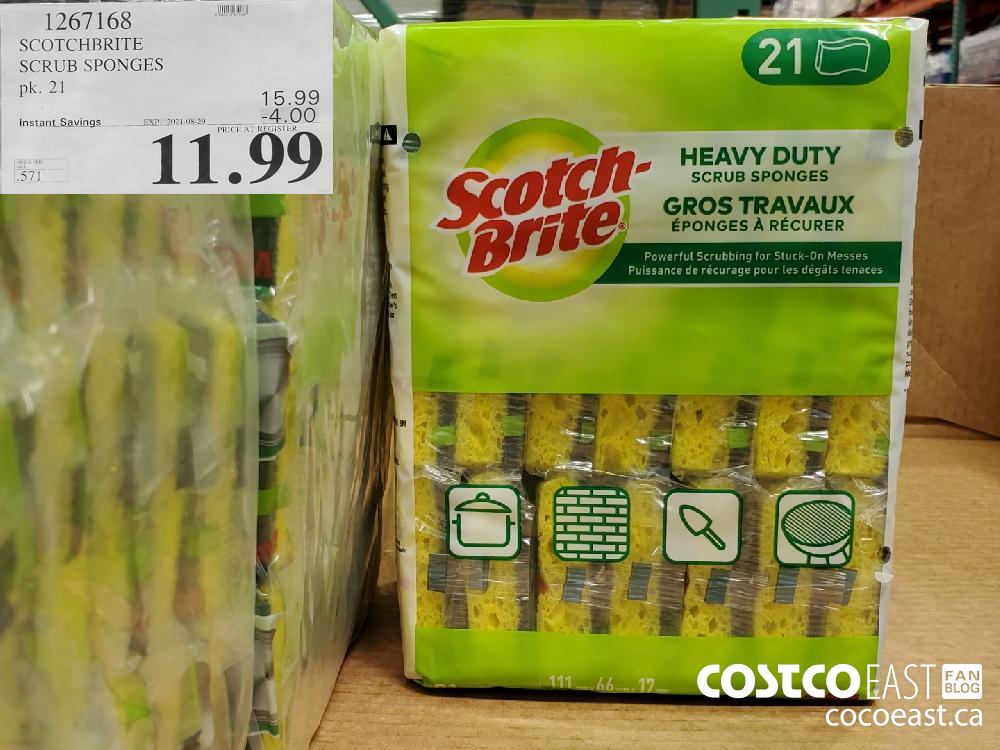 1267168
SCOTCHBRITE
SCRUB SPONGES
pk. 21
15.99
Instant Savings EXP 2021-08-29 -4.00
PRICE AT REGISTER
PRICE PER
.571
11.99
21
Scotch-
Brite
HEAVY DUTY
SCRUB SPONGES
GROS TRAVAUX
ÉPONGES À RÉCURER
Powerful Scrubbing for Stuck-On Messes
Puissance de récurage pour les dégâts tenaces
111 mm 66 mm 17 mm
COSTCO EAST FAN BLOG
cocoeast.ca